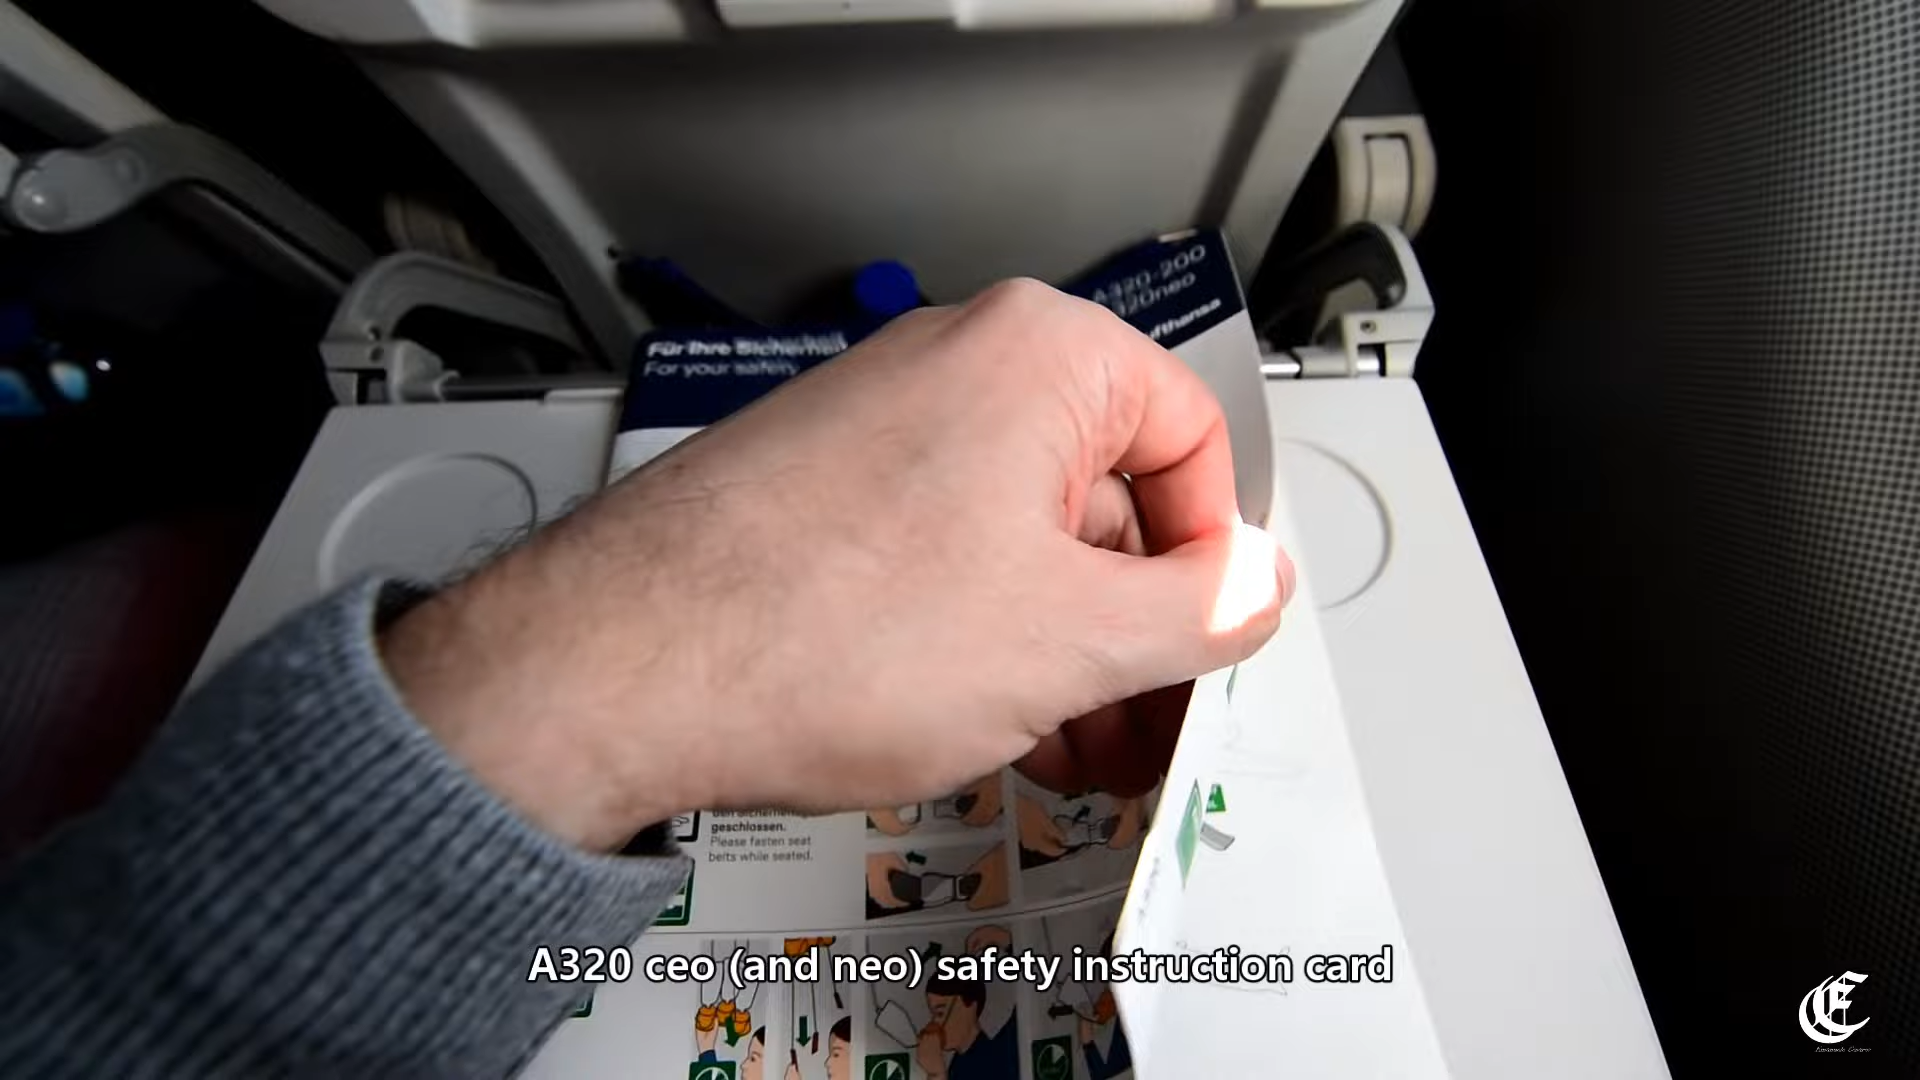 A320-200
A320neo
Lufthansa
Für Ihre Sicherheit
For your safety
geschlossen.
Please fasten seat
belts while seated.
A320 ceo (and neo) safety instruction card